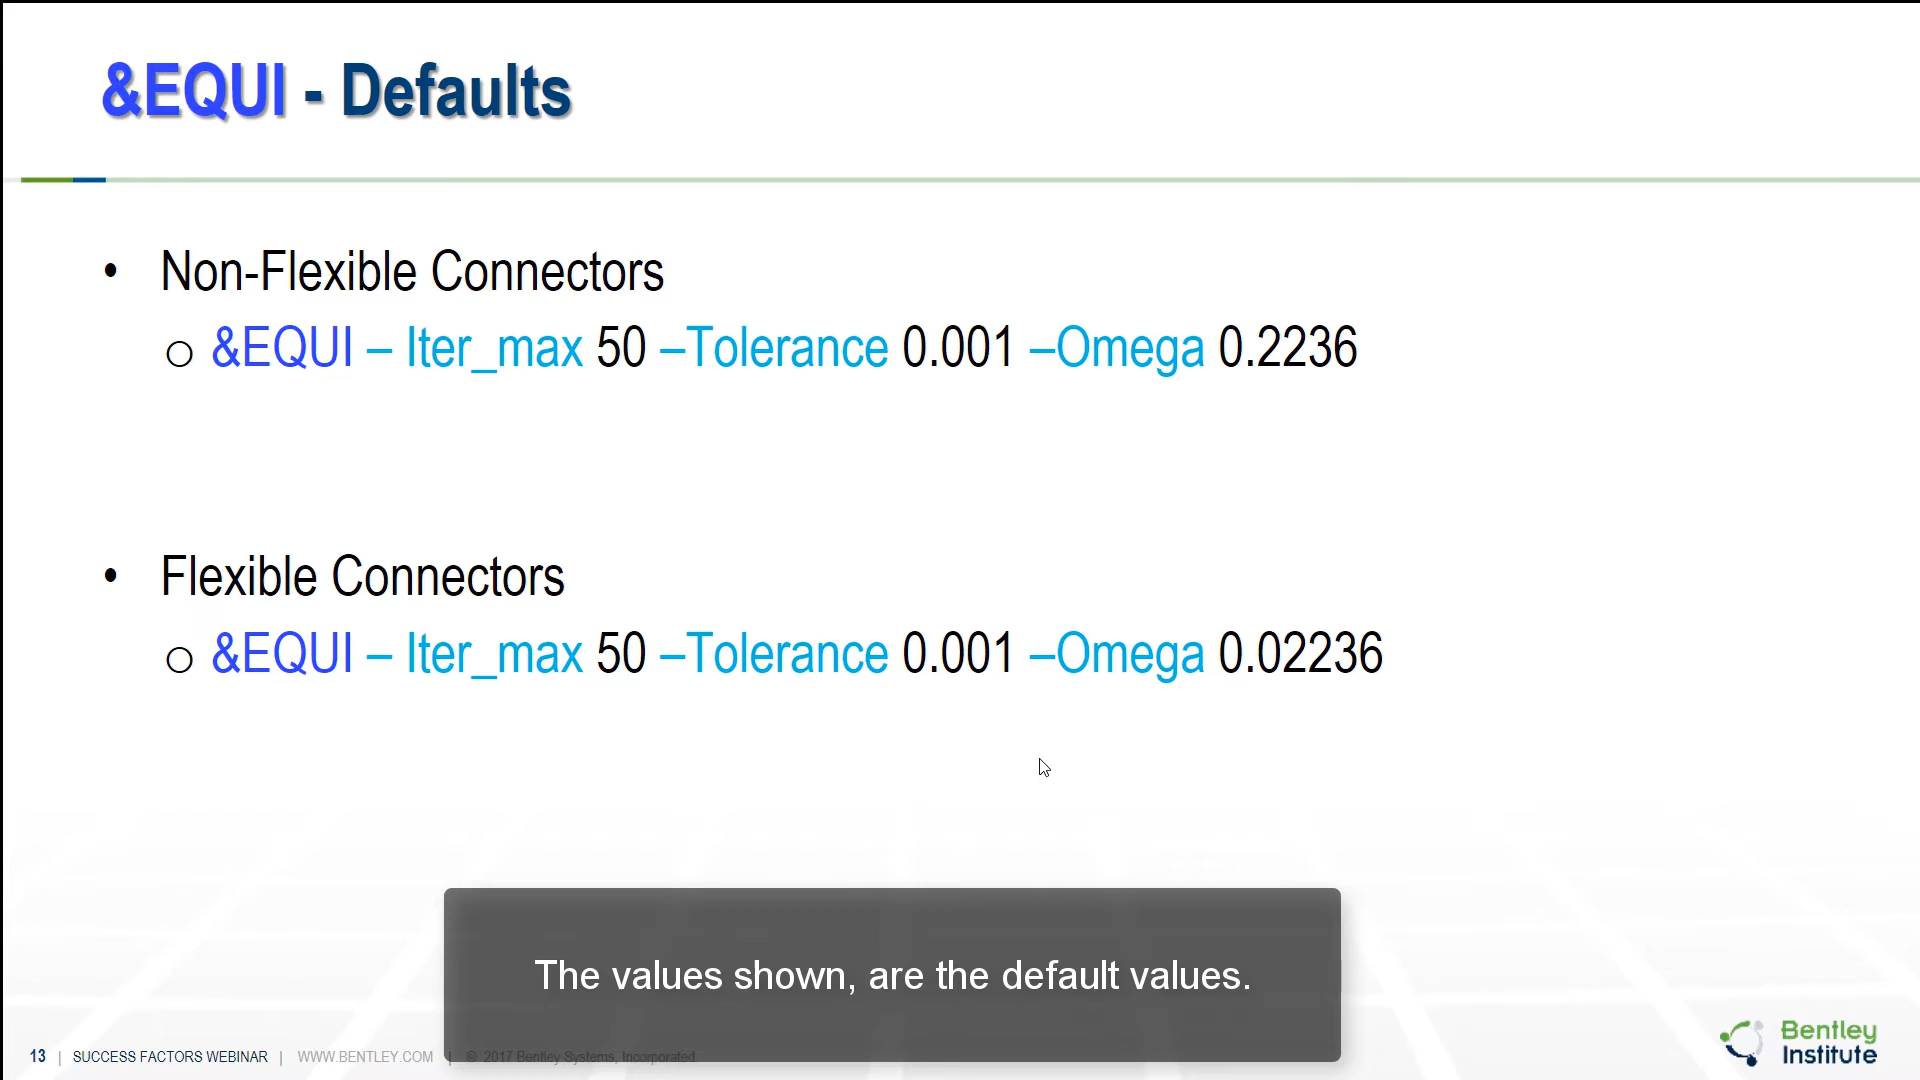 &EQUI - Defaults
• Non-Flexible Connectors
o &EQUI – Iter_max 50 –Tolerance 0.001 –Omega 0.2236
• Flexible Connectors
o &EQUI – Iter_max 50 –Tolerance 0.001 –Omega 0.02236
The values shown, are the default values.
13 | SUCCESS FACTORS WEBINAR | WWW.BENTLEY.COM | © 2017 Bentley Systems, Incorporated
Bentley
Institute